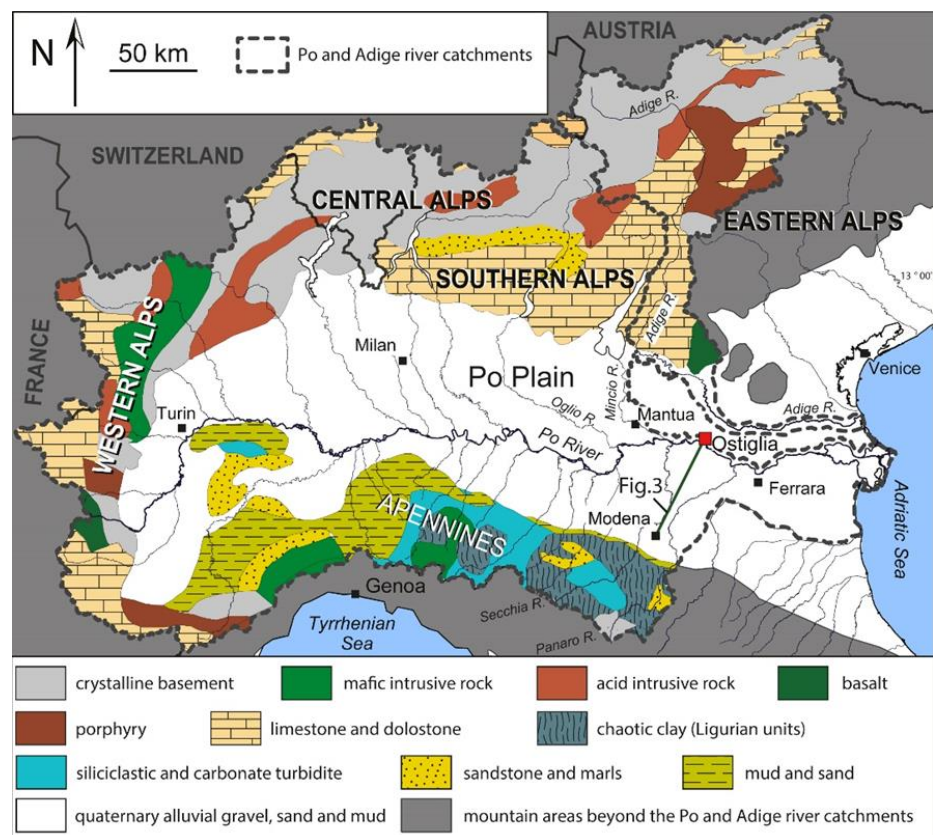 N
50 km
Po and Adige river catchments
AUSTRIA
Adige R.
SWITZERLAND
CENTRAL ALPS
EASTERN ALPS
SOUTHERN ALPS
13 ° 00'
WESTERN ALPS
FRANCE
Adige R.
Milan
Po Plain
Mincio R.
Venice
Turin
Oglio R.
Mantua
Adige R.
Po River
Ostiglia
Fig.3
Ferrara
Modena
Adriatic Sea
APENNINES
Genoa
Secchia R.
Tyrrhenian
Sea
Panaro R.
crystalline basement
mafic intrusive rock
acid intrusive rock
basalt
porphyry
limestone and dolostone
chaotic clay (Ligurian units)
siliciclastic and carbonate turbidite
sandstone and marls
mud and sand
quaternary alluvial gravel, sand and mud
mountain areas beyond the Po and Adige river catchments